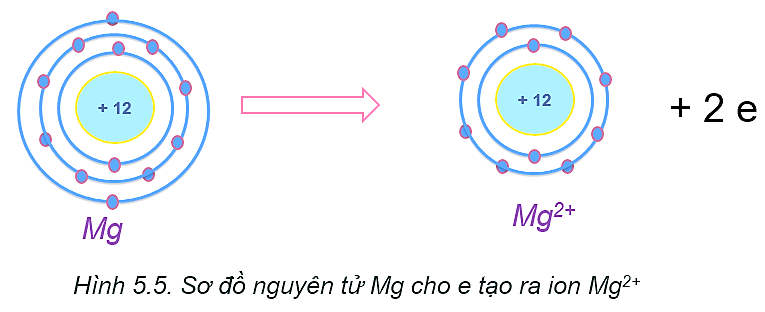 + 12
+ 12
+ 2 e
Mg
Mg²⁺
Hình 5.5. Sơ đồ nguyên tử Mg cho e tạo ra ion Mg²⁺